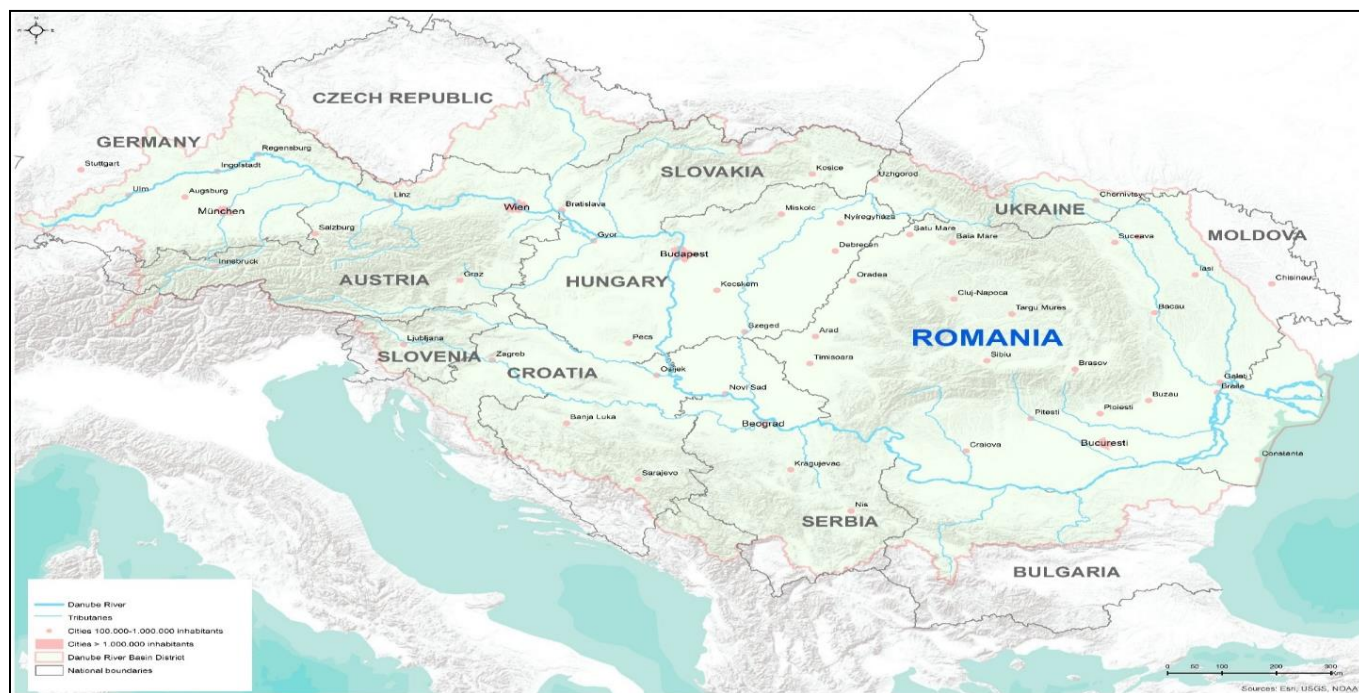 N
CZECH REPUBLIC
GERMANY
Stuttgart
Regensburg
Ingolstadt
Ulm
Augsburg
München
Linz
Wien
Salzburg
Innsbruck
AUSTRIA
Graz
Bratislava
Gyor
SLOVAKIA
Kosice
Uzhgorod
Miskolc
Nyiregyháza
Budapest
Debrecen
HUNGARY
Kecskem
Szeged
Pecs
UKRAINE
Chernivtsy
Satu Mare
Baia Mare
Suceava
MOLDOVA
Iasi
Chisinau
Oradea
Cluj-Napoca
Targu Mures
Bacau
ROMANIA
Arad
Timisoara
Sibiu
Brasov
Ljubljana
SLOVENIA
Zagreb
CROATIA
Osijek
Novi Sad
Banja Luka
Beograd
Sarajevo
Kragujevac
Nis
SERBIA
Galati
Braila
Buzau
Ploiesti
Pitesti
Craiova
Bucuresti
Constanta
BULGARIA
Danube River
Tributaries
Cities 100.000-1.000.000 inhabitants
Cities > 1.000.000 inhabitants
Danube River Basin District
National boundaries
0 50 100 200 300
km
Sources: Esri, USGS, NOAA